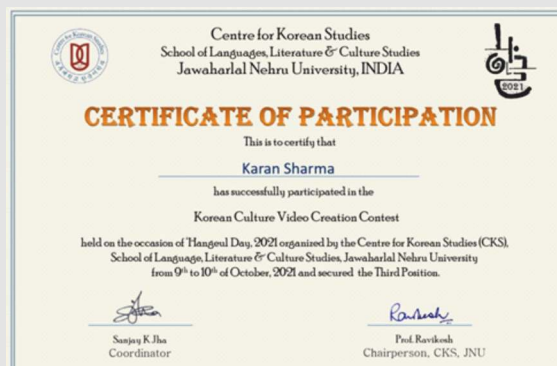 Centre for Korean Studies
School of Languages, Literature & Culture Studies
Jawaharlal Nehru University, INDIA
2021
CERTIFICATE OF PARTICIPATION
This is to certify that
Karan Sharma
has successfully participated in the
Korean Culture Video Creation Contest
held on the occasion of 'Hangeul Day, 2021 organized by the Centre for Korean Studies (CKS),
School of Language, Literature & Culture Studies, Jawaharlal Nehru University
from 9th to 10th of October, 2021 and secured the Third Position.
Ravikesh
Sanjay K Jha
Prof. Ravikesh
Coordinator
Chairperson, CKS, JNU